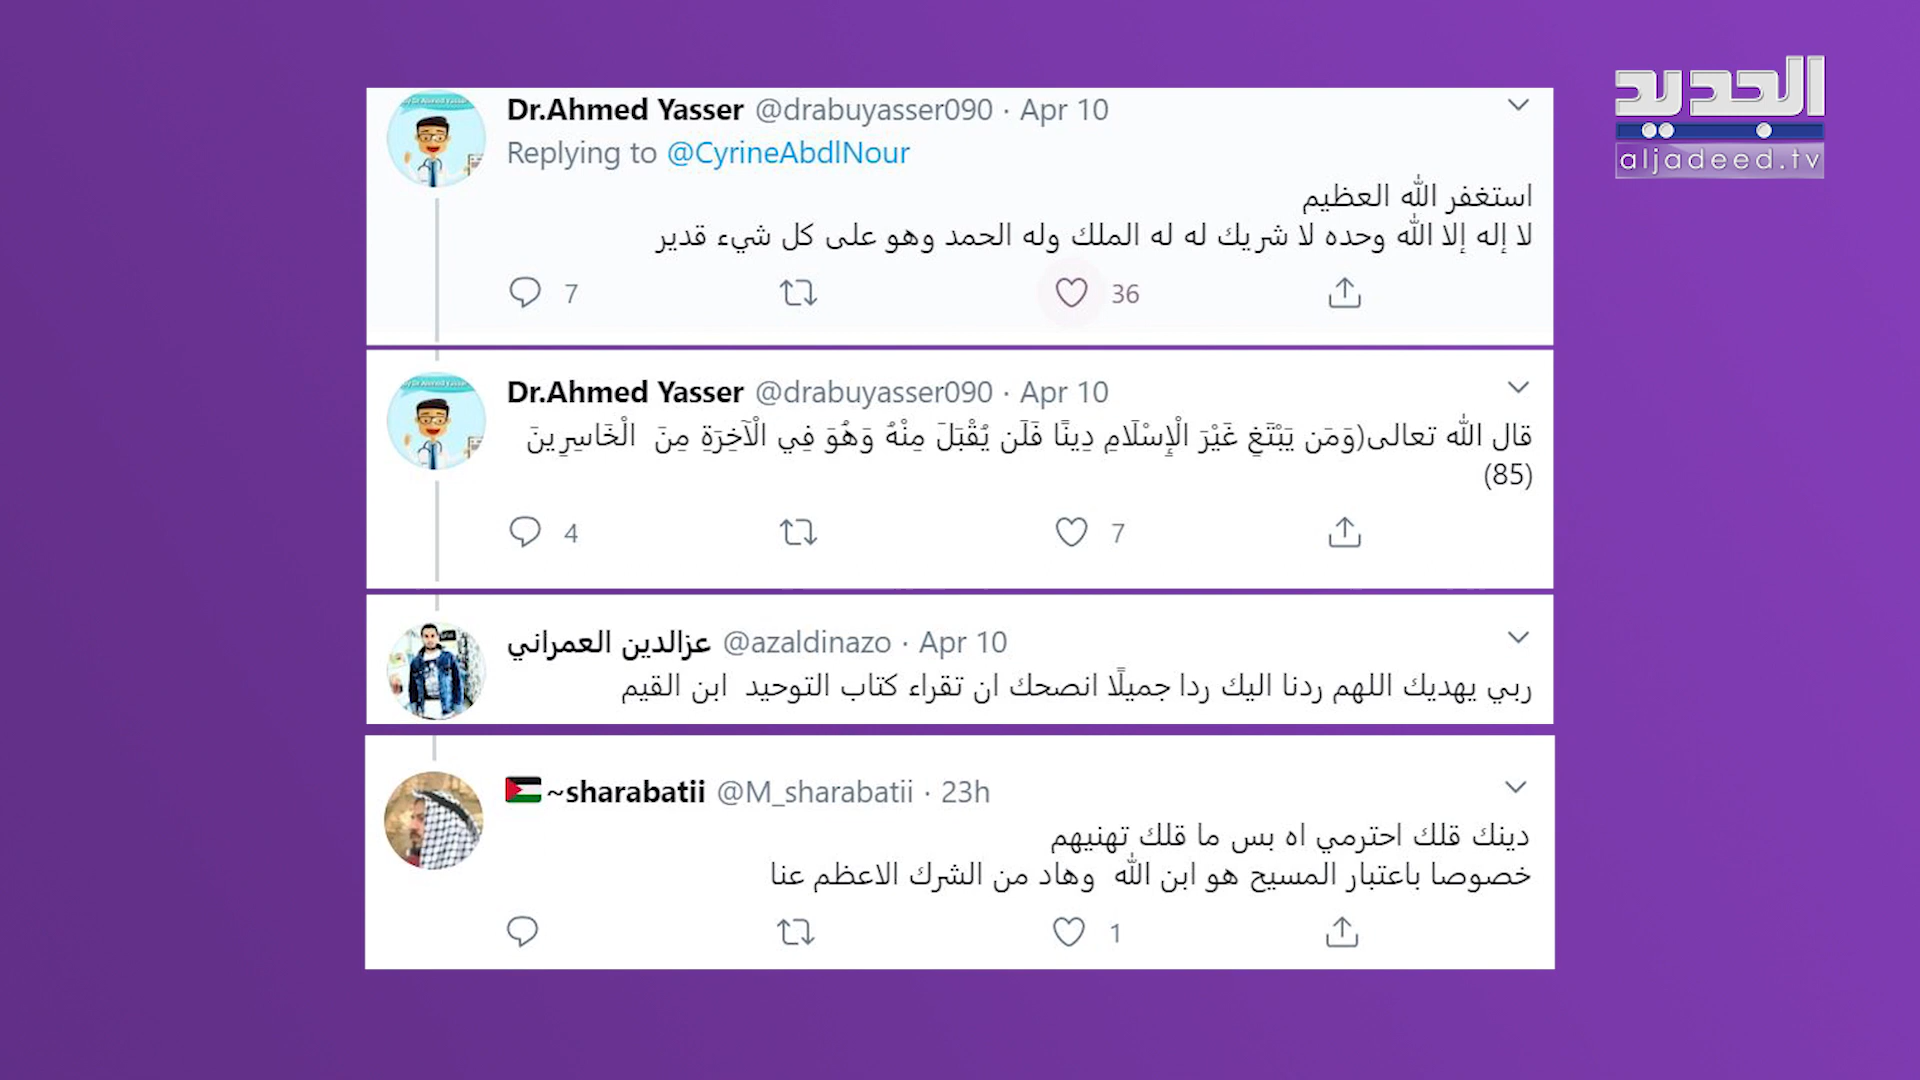 الجديد
aljadeed.tv
Dr.Ahmed Yasser @drabuyasser090 · Apr 10
Replying to @CyrineAbdlNour
استغفر الله العظيم
لا إله إلا الله وحده لا شريك له له الملك وله الحمد وهو على كل شيء قدير
7 36
Dr.Ahmed Yasser @drabuyasser090 · Apr 10
قال الله تعالى(وَمَن يَبْتَغِ غَيْرَ الْإِسْلَامِ دِينًا فَلَن يُقْبَلَ مِنْهُ وَهُوَ فِي الْآخِرَةِ مِنَ الْخَاسِرِينَ
(85)
4 7
عزالدين العمراني @azaldinazo · Apr 10
ربي يهديك اللهم ردنا اليك ردا جميلًا انصحك ان تقراء كتاب التوحيد ابن القيم
~sharabatii @M_sharabatii · 23h
دينك قلك احترمي اه بس ما قلك تهنيهم
خصوصا باعتبار المسيح هو ابن الله وهاد من الشرك الاعظم عنا
1